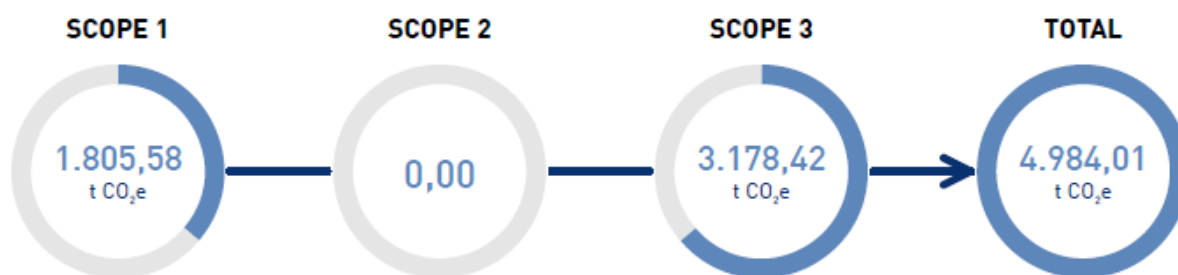 SCOPE 1
SCOPE 2
SCOPE 3
TOTAL
1.805,58
t CO₂e
0,00
3.178,42
t CO₂e
4.984,01
t CO₂e